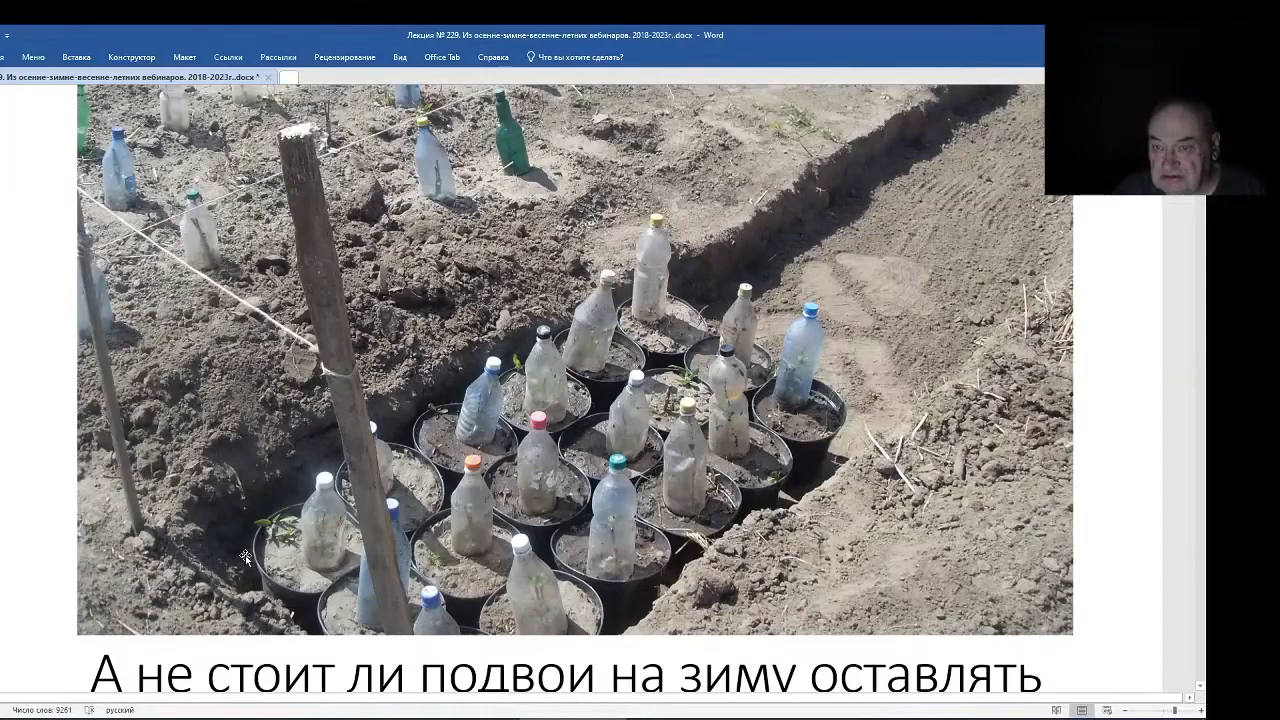 Лекция № 229. Из осенне-зимне-весенне-летних вебинаров. 2018-2023г..docx - Word
Меню Вставка Конструктор Макет Ссылки Рассылки Рецензирование Вид Office Tab Справка Что вы хотите сделать?
9. Из осенне-зимне-весенне-летних вебинаров. 2018-2023г..docx *
А не стоит ли подвои на зиму оставлять
Число слов: 9261 русский